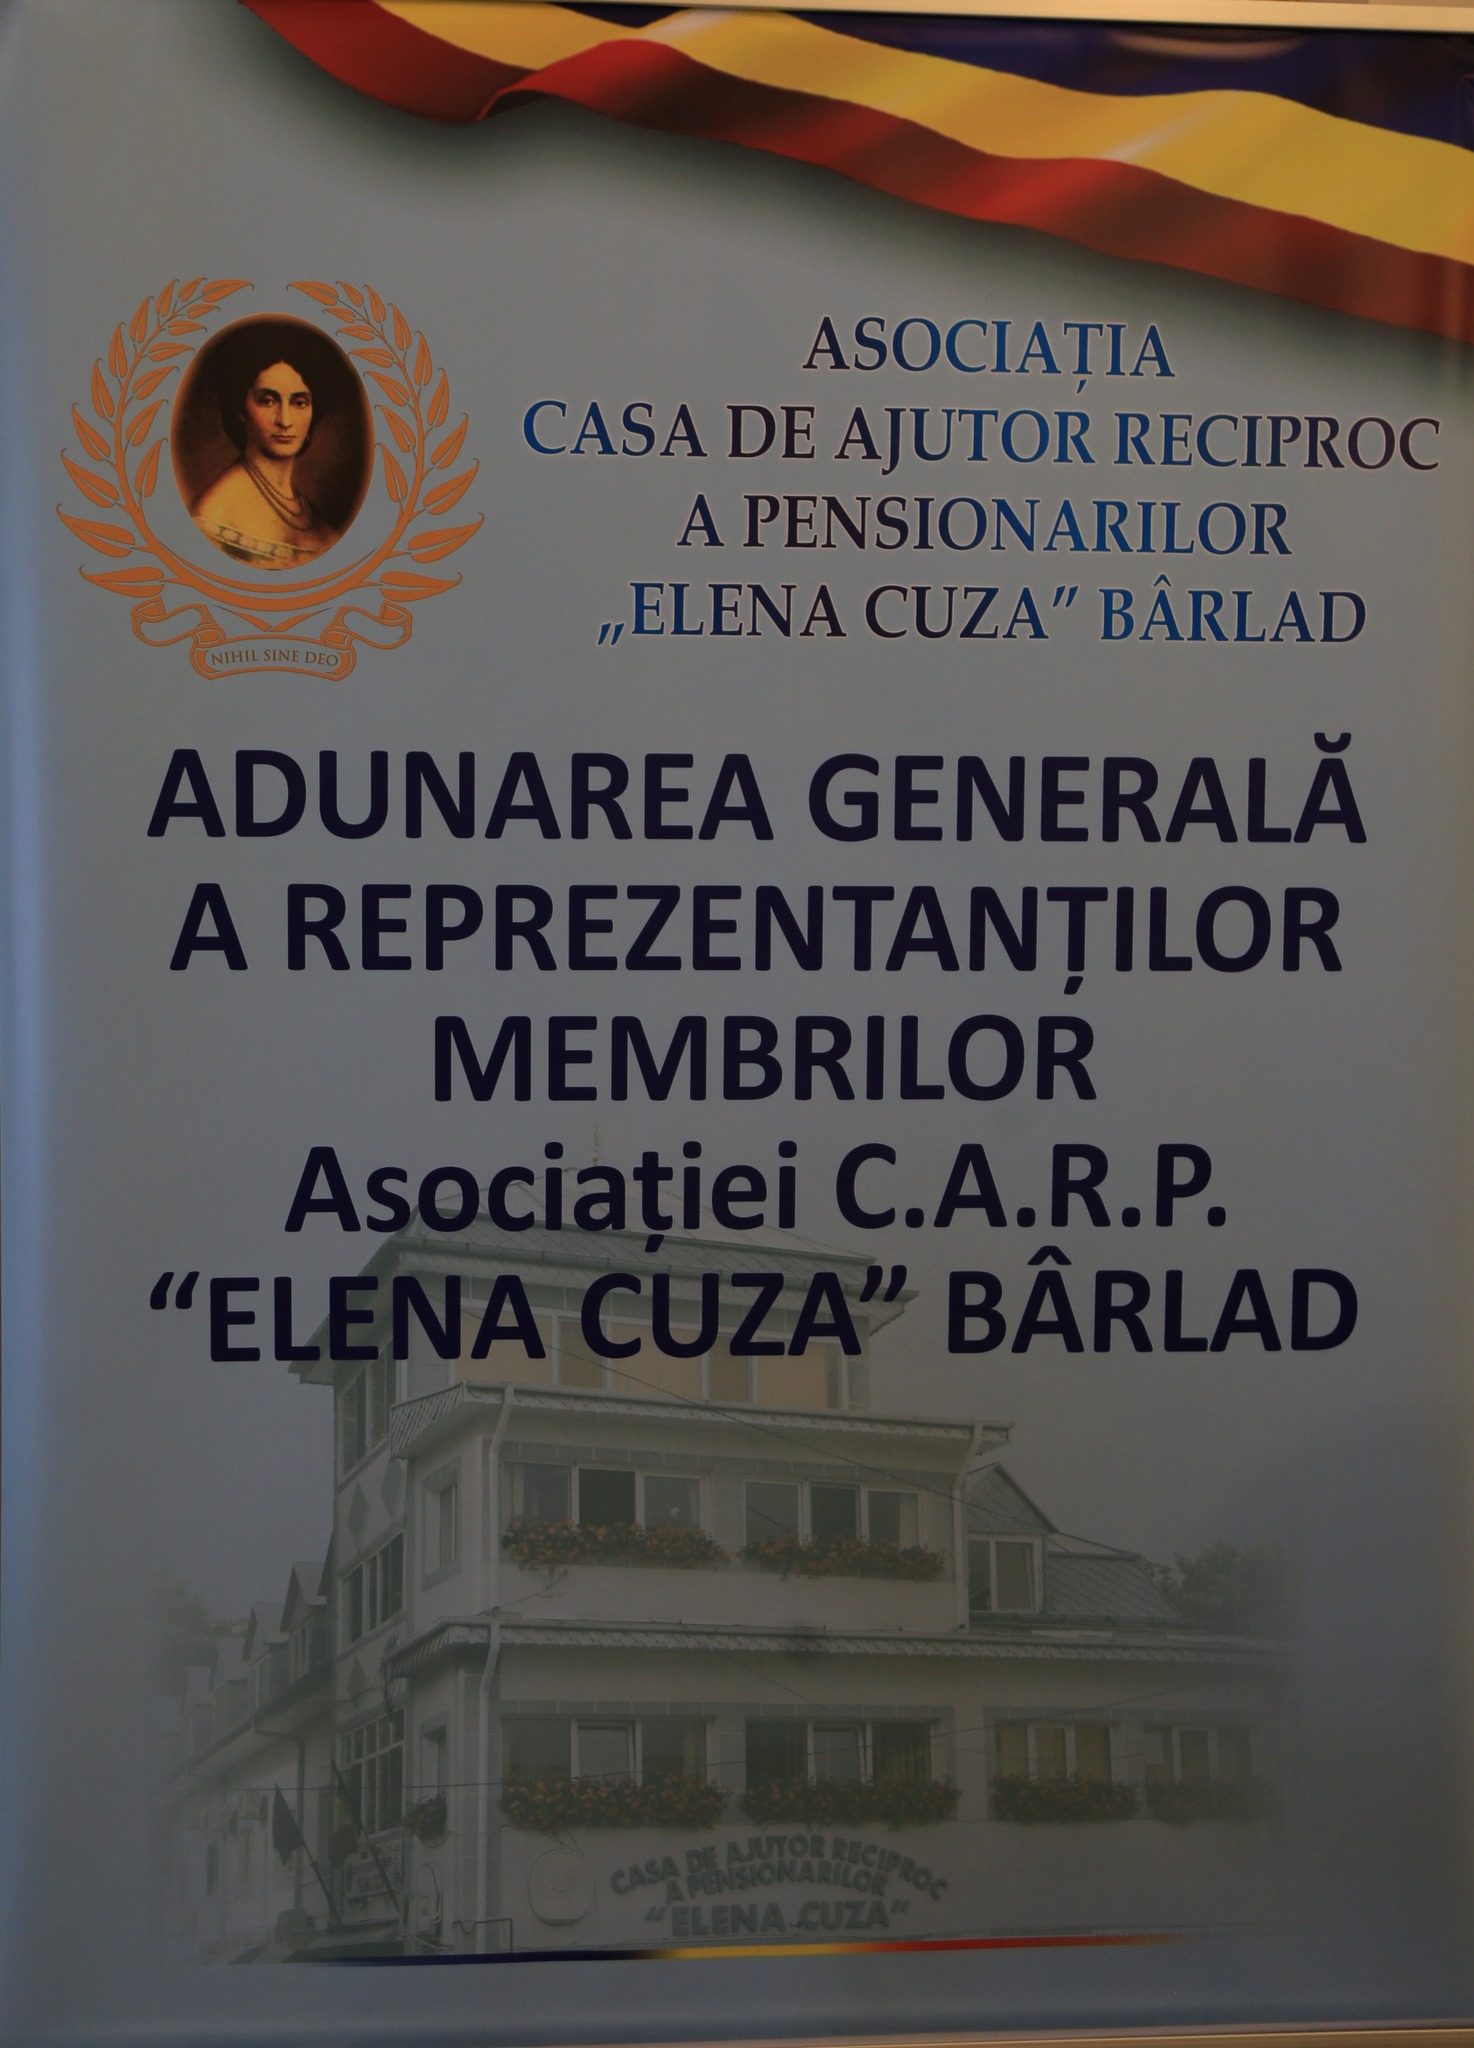 ASOCIAȚIA
CASA DE AJUTOR RECIPROC
A PENSIONARILOR
„ELENA CUZA” BÂRLAD
NIHIL SINE DEO
ADUNAREA GENERALĂ
A REPREZENTANȚILOR
MEMBRILOR
Asociației C.A.R.P.
“ELENA CUZA” BÂRLAD
CASA DE AJUTOR RECIPROC
A PENSIONARILOR
“ELENA CUZA”